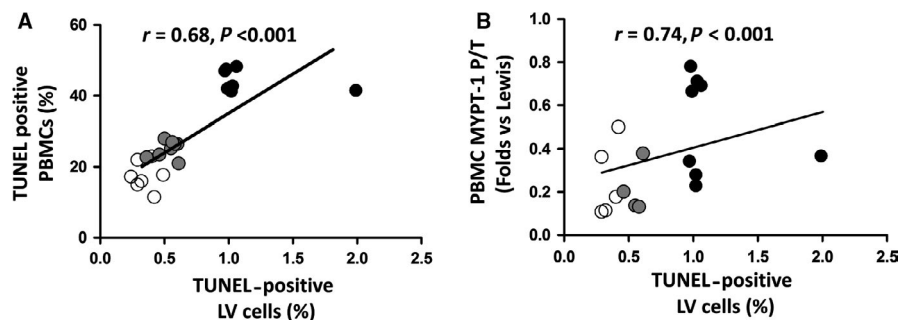 A
r = 0.68, P <0.001
TUNEL positive
PBMCs (%)
60
40
20
0
0.0 0.5 1.0 1.5 2.0 2.5
TUNEL-positive
LV cells (%)
B
r = 0.74, P < 0.001
PBMC MYPT-1 P/T
(Folds vs Lewis)
1.0
0.8
0.6
0.4
0.2
0.0
0.0 0.5 1.0 1.5 2.0 2.5
TUNEL-positive
LV cells (%)